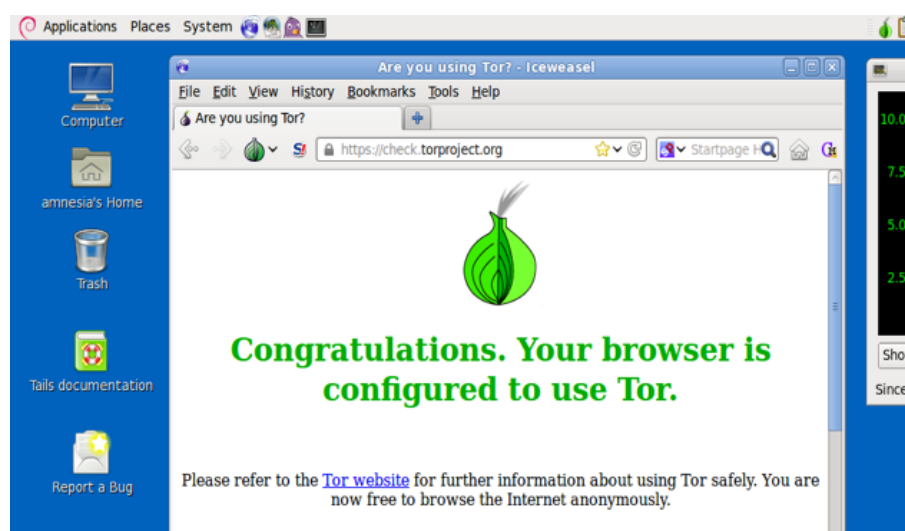 Applications Places System
Are you using Tor? - Iceweasel
File Edit View History Bookmarks Tools Help
Are you using Tor?
https://check.torproject.org
Startpage H
Computer
amnesia's Home
Trash
Tails documentation
Report a Bug
Congratulations. Your browser is
configured to use Tor.
Please refer to the Tor website for further information about using Tor safely. You are
now free to browse the Internet anonymously.
10.0
7.5
5.0
2.5
Sho
Since